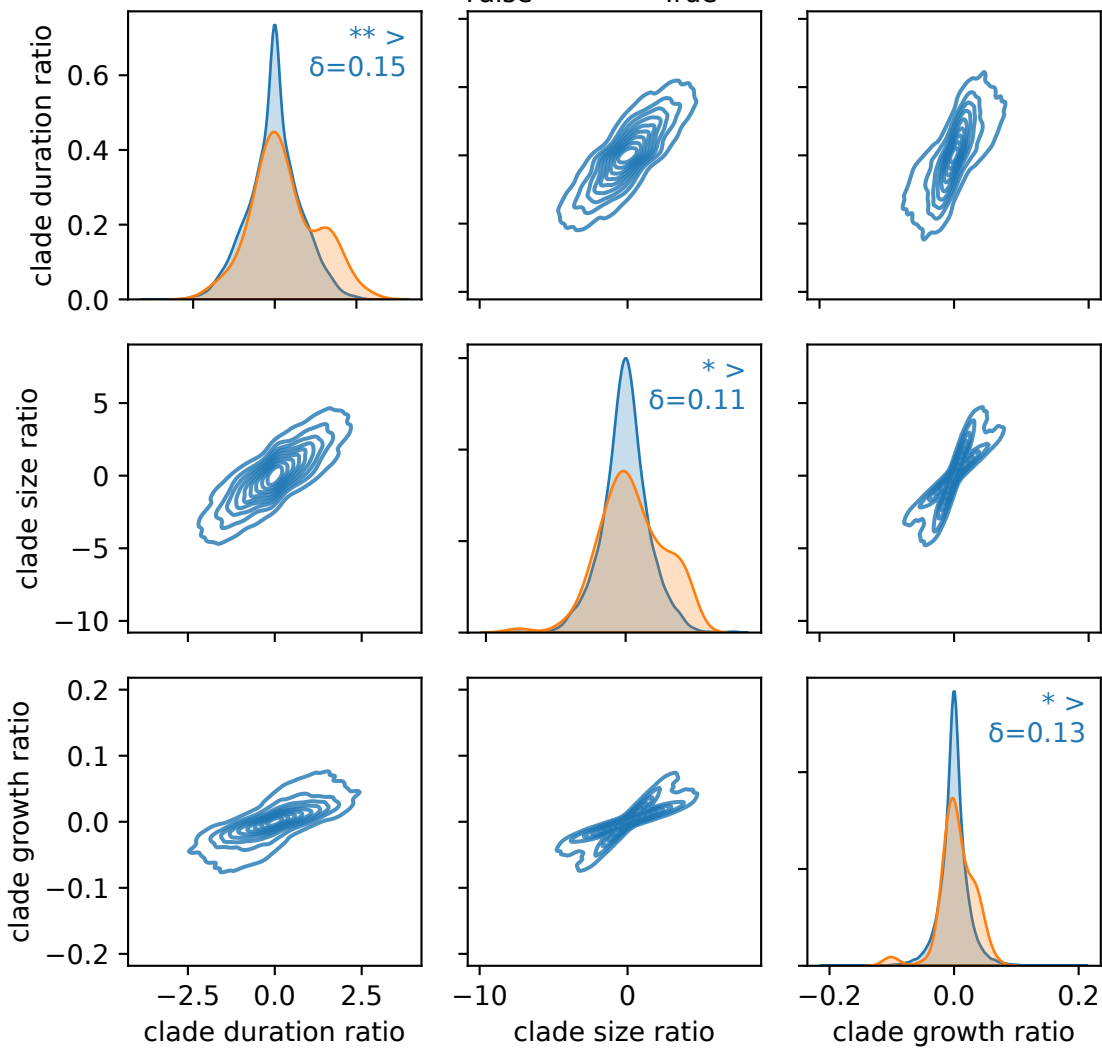 False True
clade duration ratio
0.6
0.4
0.2
0.0
** >
δ=0.15
clade size ratio
5
0
−5
−10
* >
δ=0.11
clade growth ratio
0.2
0.1
0.0
−0.1
−0.2
* >
δ=0.13
−2.5 0.0 2.5
−10 0
−0.2 0.0 0.2
clade duration ratio
clade size ratio
clade growth ratio